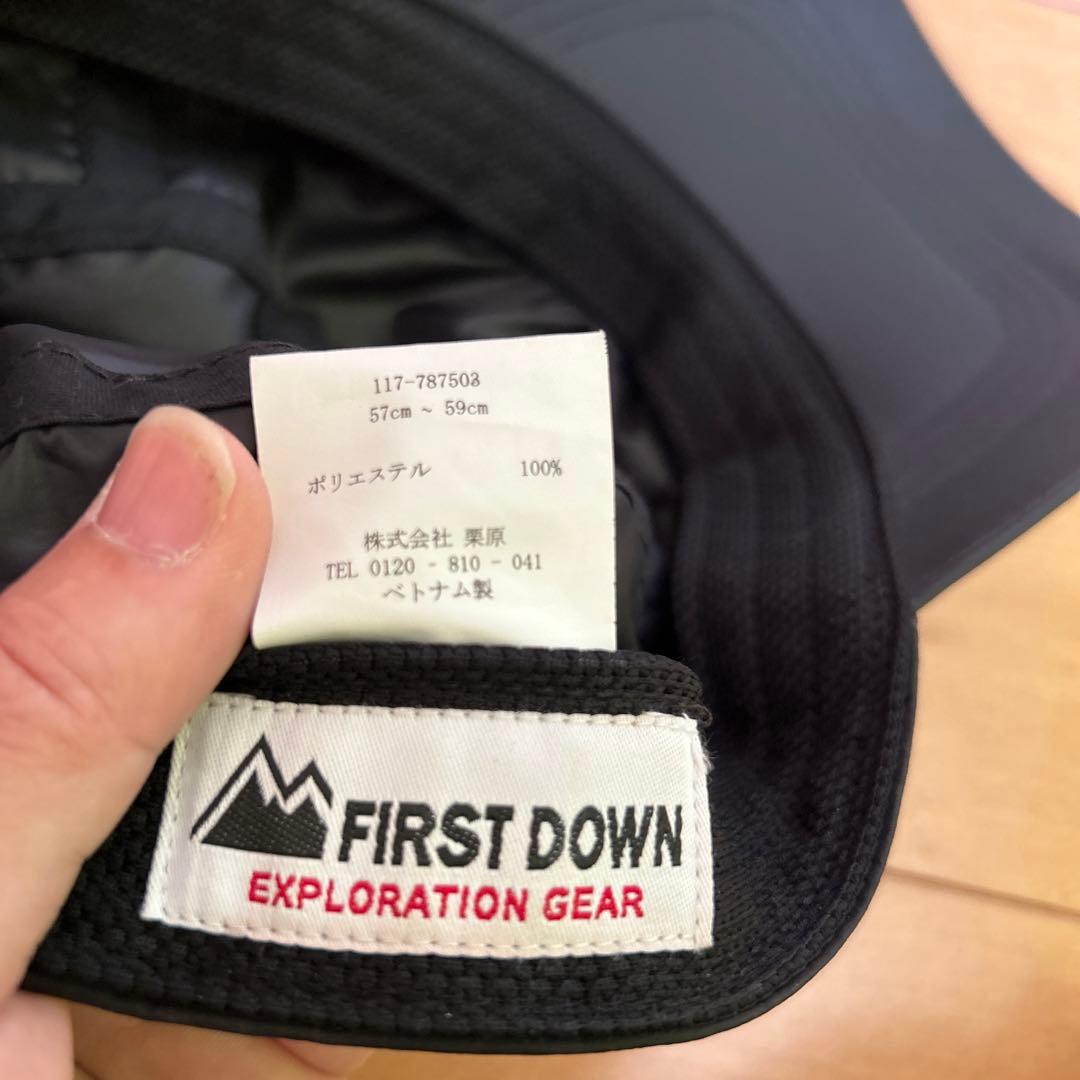 117-787503
57cm ~ 59cm
ポリエステル 100%
株式会社 栗原
TEL 0120 - 810 - 041
ベトナム製
FIRST DOWN
EXPLORATION GEAR